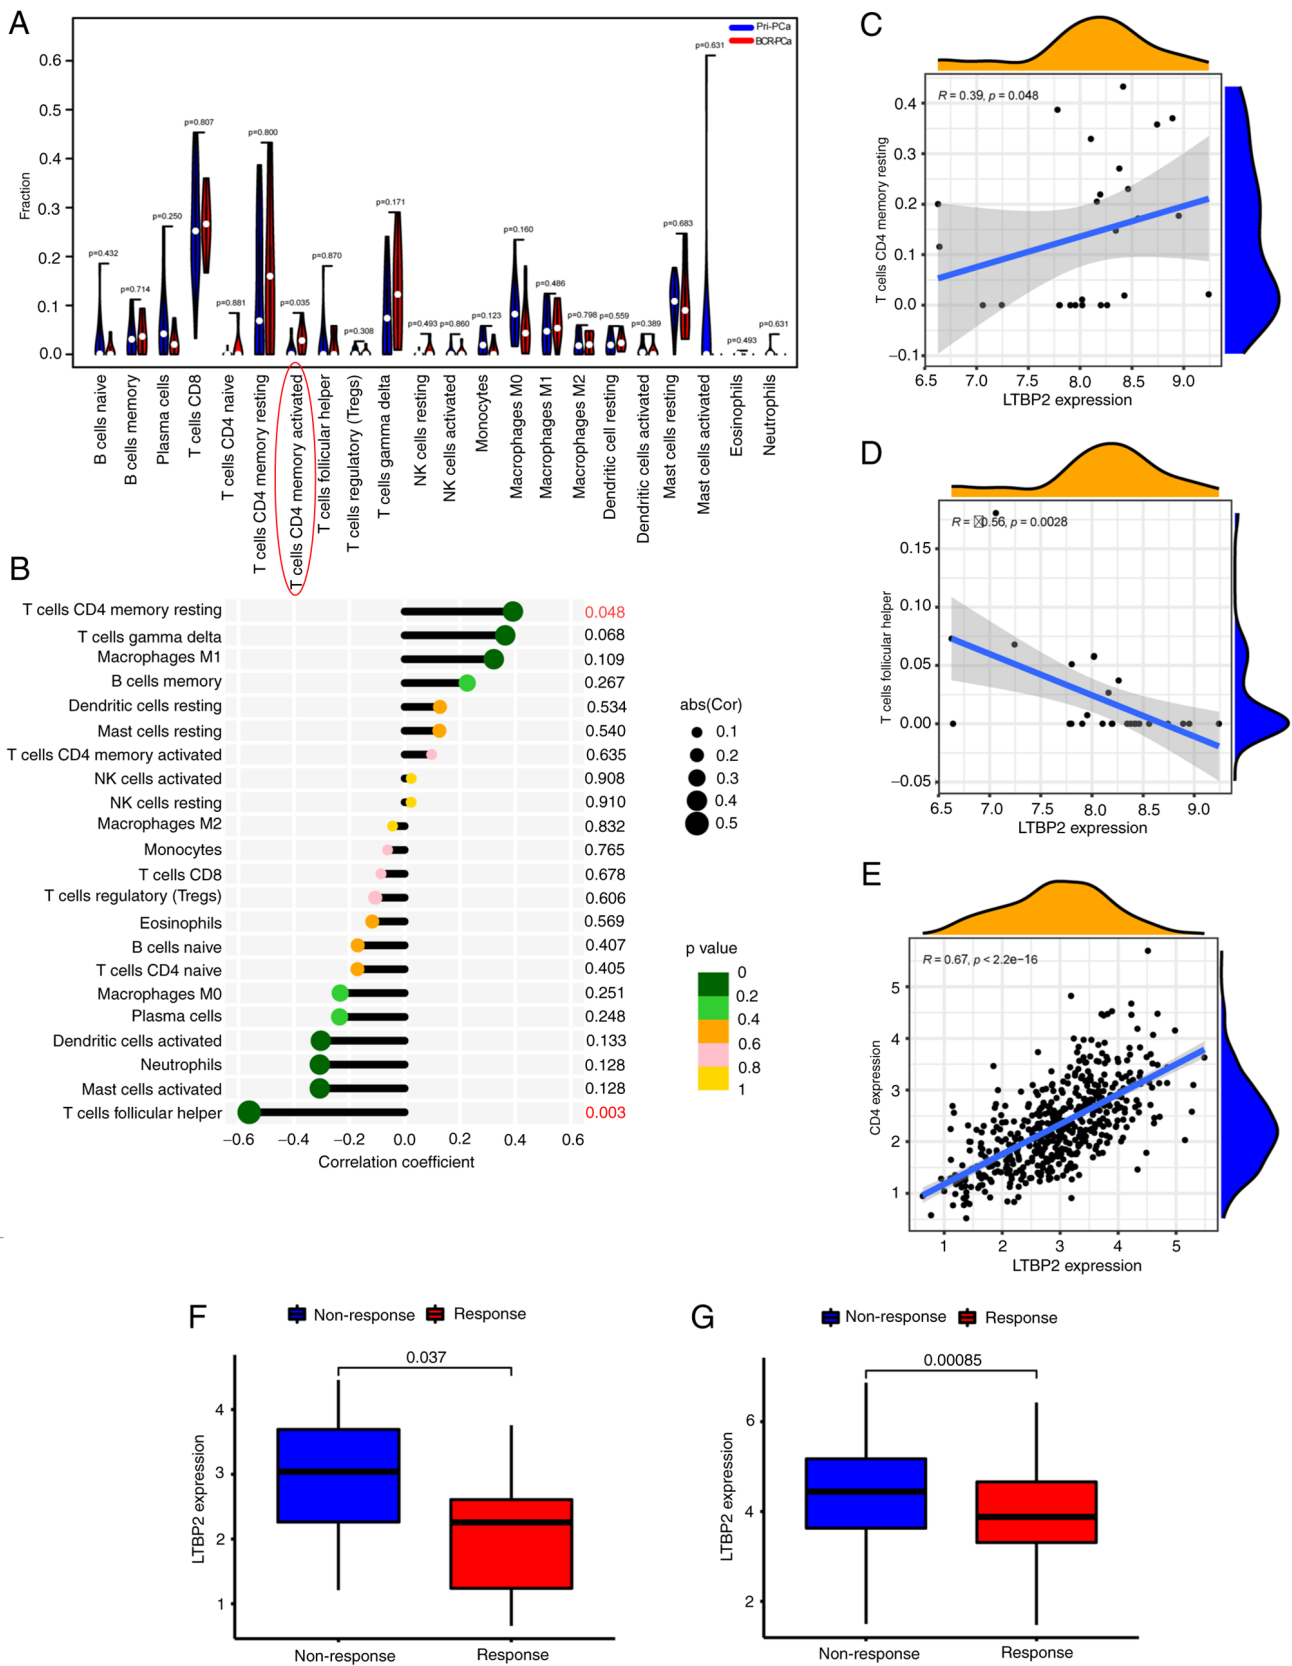 A
Pri-PCa
BCR-PCa
Fraction
0.6
0.5
0.4
0.3
0.2
0.1
0.0
p=0.432
p=0.714
p=0.250
p=0.807
p=0.881
p=0.800
p=0.035
p=0.870
p=0.308
p=0.171
p=0.493
p=0.860
p=0.123
p=0.160
p=0.486
p=0.798
p=0.559
p=0.389
p=0.683
p=0.631
p=0.493
p=0.631
B cells naive
B cells memory
Plasma cells
T cells CD8
T cells CD4 naive
T cells CD4 memory resting
T cells CD4 memory activated
T cells follicular helper
T cells regulatory (Tregs)
T cells gamma delta
NK cells resting
NK cells activated
Monocytes
Macrophages M0
Macrophages M1
Macrophages M2
Dendritic cell resting
Dendritic cells activated
Mast cells resting
Mast cells activated
Eosinophils
Neutrophils
B
T cells CD4 memory resting 0.048
T cells gamma delta 0.068
Macrophages M1 0.109
B cells memory 0.267
Dendritic cells resting 0.534
Mast cells resting 0.540
T cells CD4 memory activated 0.635
NK cells activated 0.908
NK cells resting 0.910
Macrophages M2 0.832
Monocytes 0.765
T cells CD8 0.678
T cells regulatory (Tregs) 0.606
Eosinophils 0.569
B cells naive 0.407
T cells CD4 naive 0.405
Macrophages M0 0.251
Plasma cells 0.248
Dendritic cells activated 0.133
Neutrophils 0.128
Mast cells activated 0.128
T cells follicular helper 0.003
−0.6 −0.4 −0.2 0.0 0.2 0.4 0.6
Correlation coefficient
abs(Cor)
0.1
0.2
0.3
0.4
0.5
p value
0
0.2
0.4
0.6
0.8
1
C
R = 0.39, p = 0.048
T cells CD4 memory resting
0.4
0.3
0.2
0.1
0.0
−0.1
6.5 7.0 7.5 8.0 8.5 9.0
LTBP2 expression
D
R = 0.56, p = 0.0028
T cells follicular helper
0.15
0.10
0.05
0.00
−0.05
6.5 7.0 7.5 8.0 8.5 9.0
LTBP2 expression
E
R = 0.67, p < 2.2e−16
CD4 expression
5
4
3
2
1
1 2 3 4 5
LTBP2 expression
F
Non-response Response
0.037
LTBP2 expression
4
3
2
1
Non-response Response
G
Non-response Response
0.00085
LTBP2 expression
6
4
2
Non-response Response